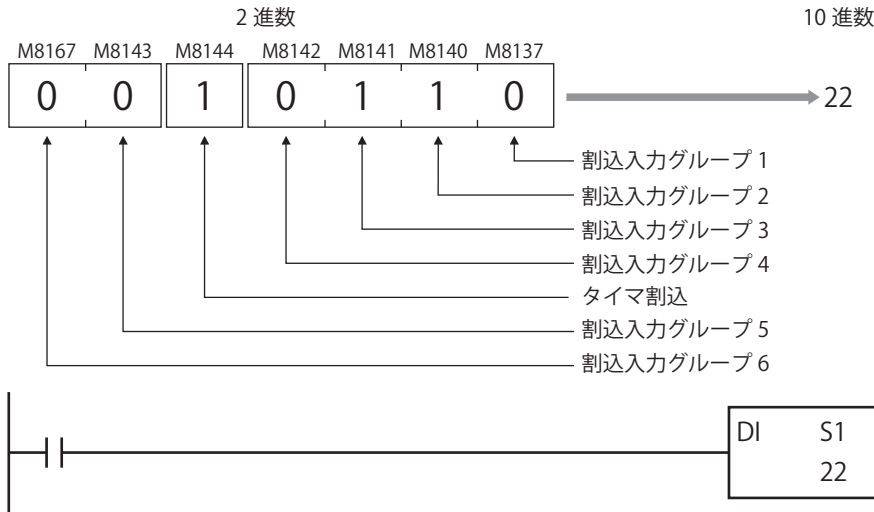 2 進数 10 進数
M8167 M8143 M8144 M8142 M8141 M8140 M8137
0 0 1 0 1 1 0 22
割込入力グループ 1
割込入力グループ 2
割込入力グループ 3
割込入力グループ 4
タイマ割込
割込入力グループ 5
割込入力グループ 6
DI S1
22